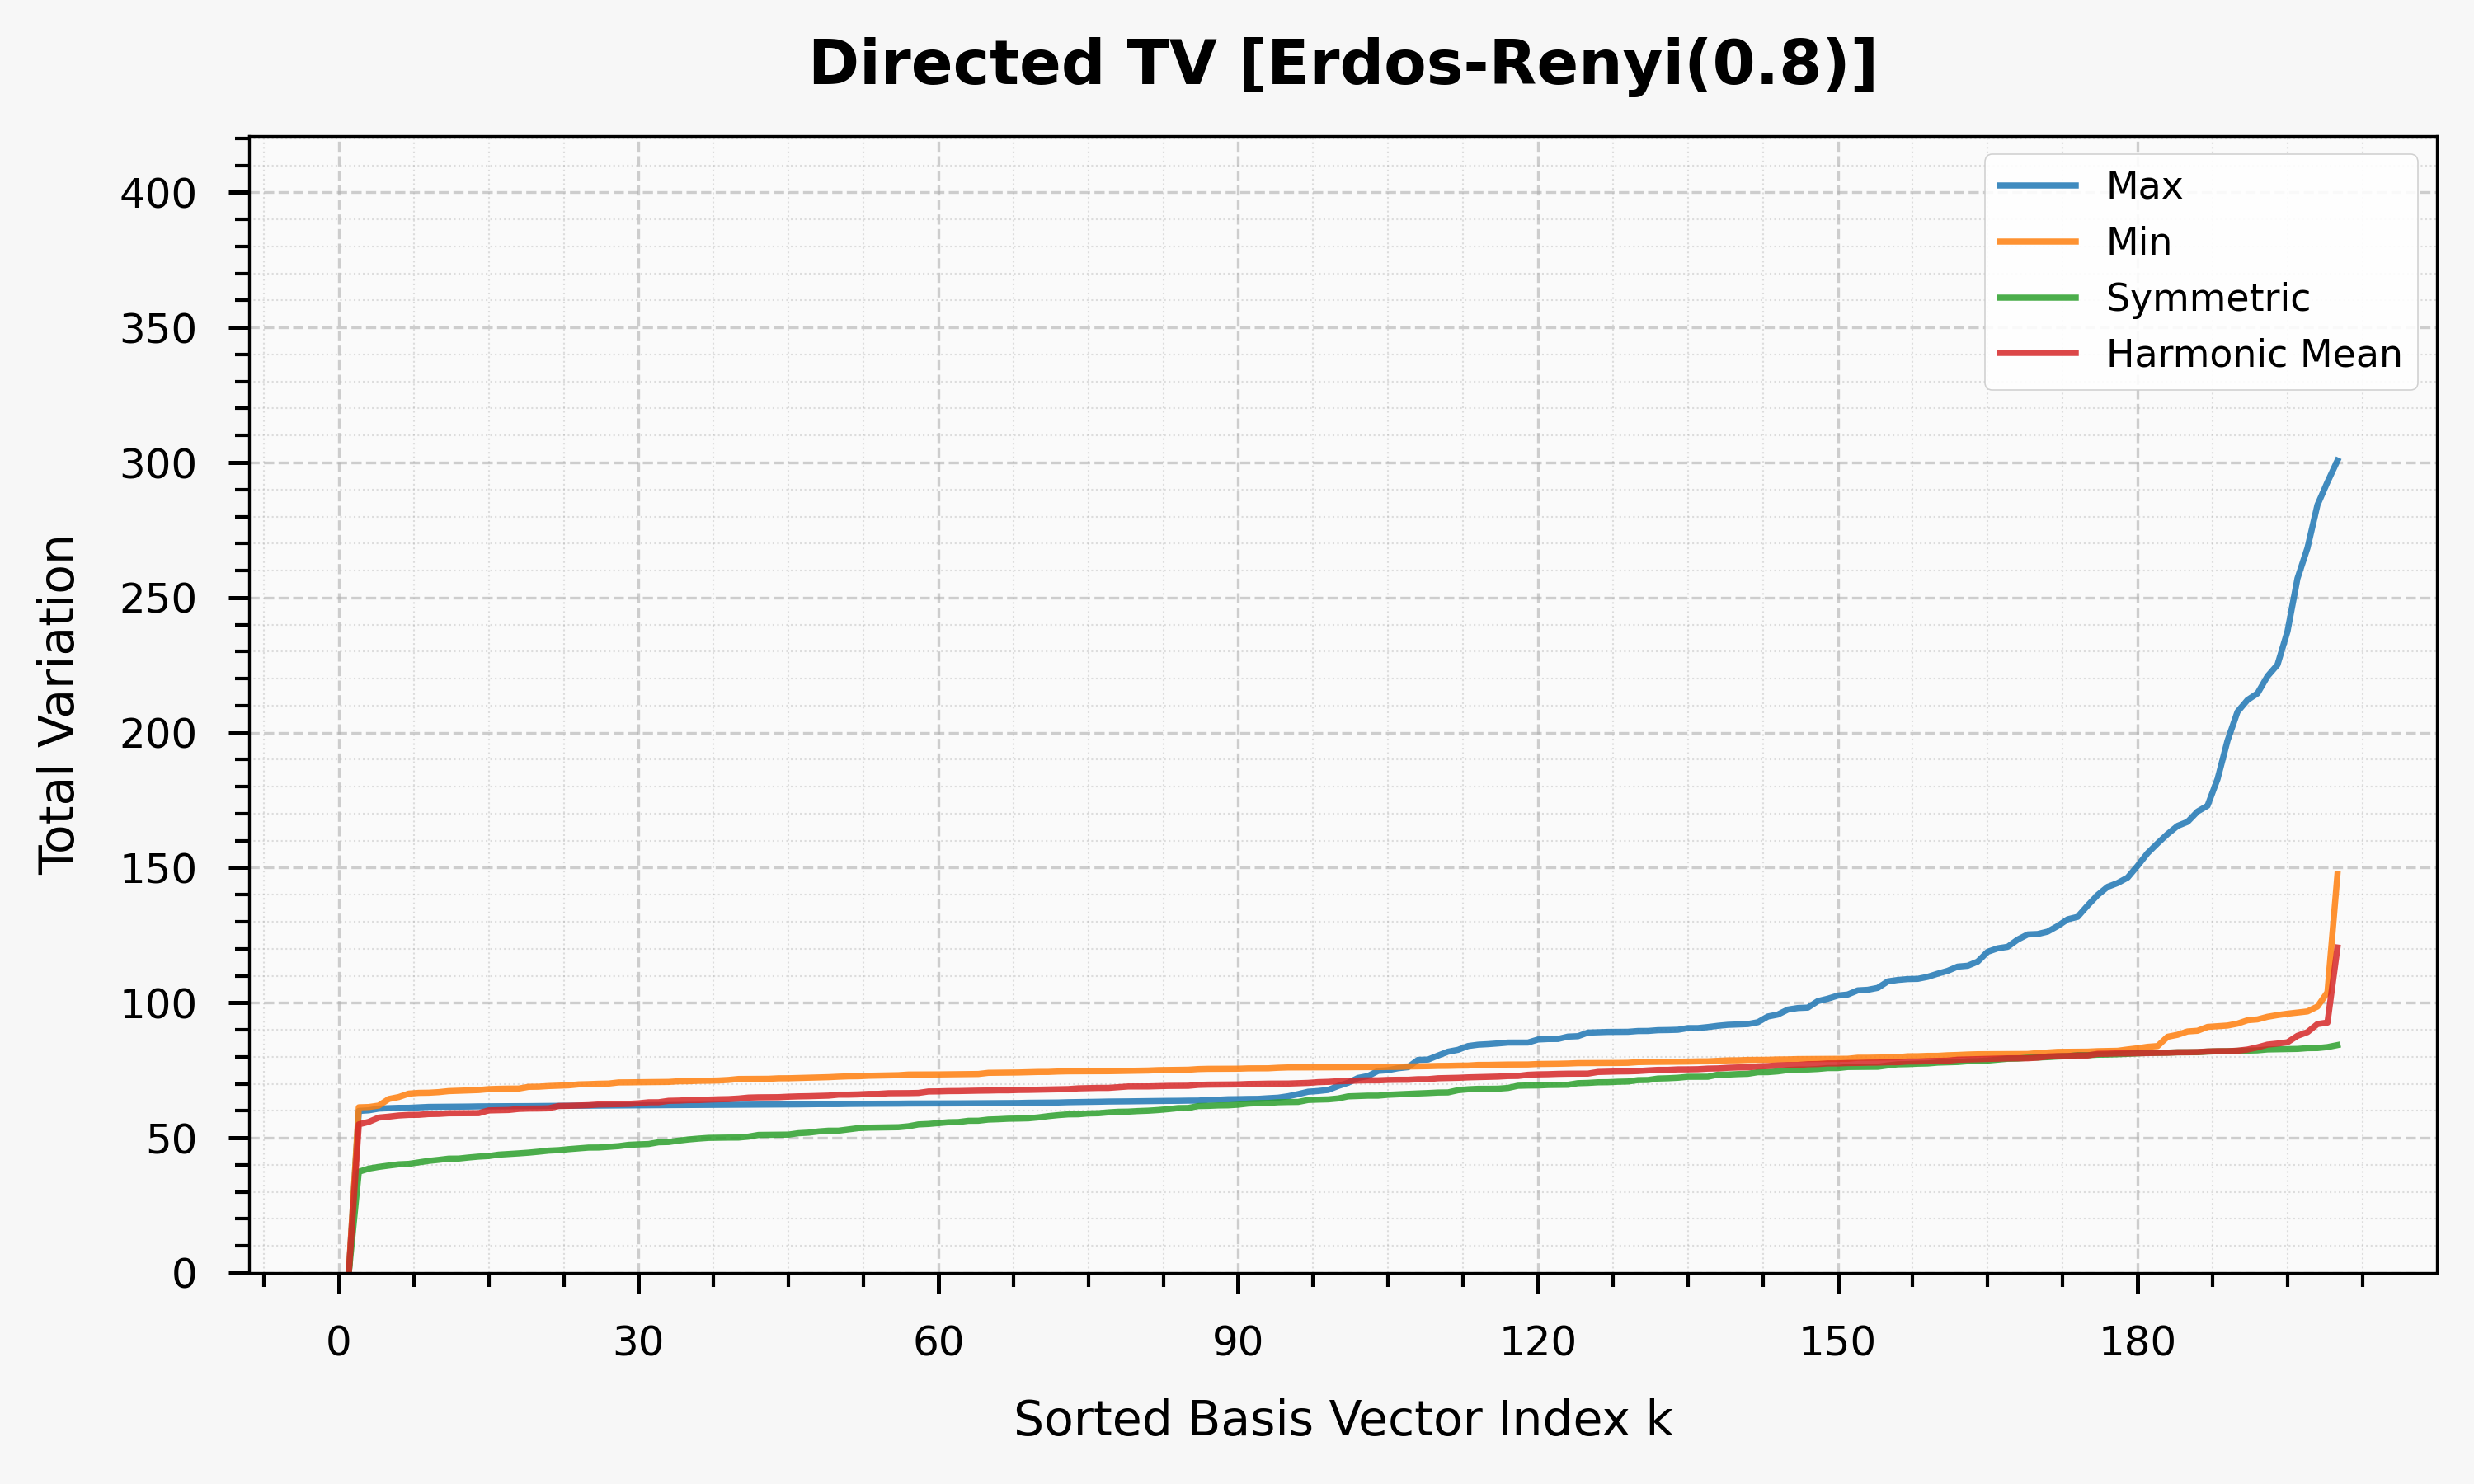 Directed TV [Erdos-Renyi(0.8)]
Max
Min
Symmetric
Harmonic Mean
400
350
300
250
200
150
100
50
0
Total Variation
0 30 60 90 120 150 180
Sorted Basis Vector Index k